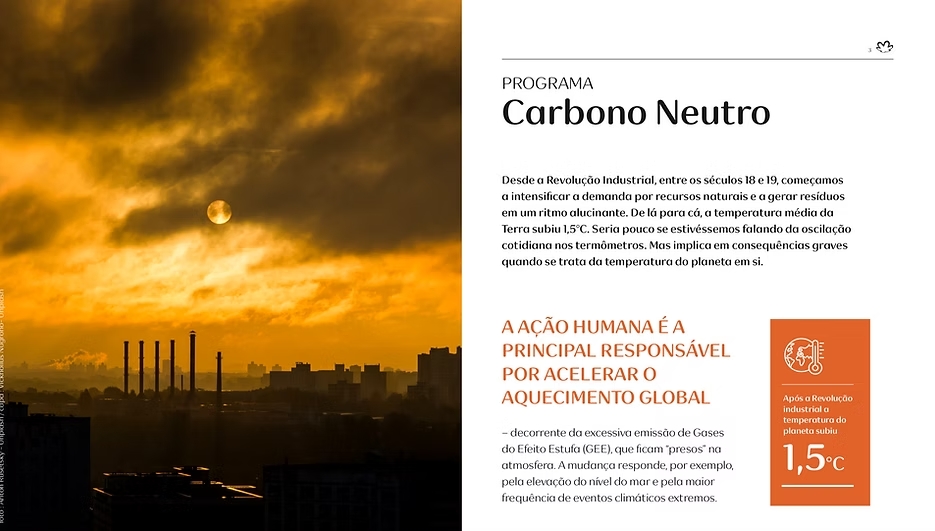 3
PROGRAMA
Carbono Neutro
Desde a Revolução Industrial, entre os séculos 18 e 19, começamos
a intensificar a demanda por recursos naturais e a gerar resíduos
em um ritmo alucinante. De lá para cá, a temperatura média da
Terra subiu 1,5°C. Seria pouco se estivéssemos falando da oscilação
cotidiana nos termômetros. Mas implica em consequências graves
quando se trata da temperatura do planeta em si.
A AÇÃO HUMANA É A
PRINCIPAL RESPONSÁVEL
POR ACELERAR O
AQUECIMENTO GLOBAL
– decorrente da excessiva emissão de Gases
do Efeito Estufa (GEE), que ficam “presos” na
atmosfera. A mudança responde, por exemplo,
pela elevação do nível do mar e pela maior
frequência de eventos climáticos extremos.
Após a Revolução
industrial a
temperatura do
planeta subiu
1,5°C